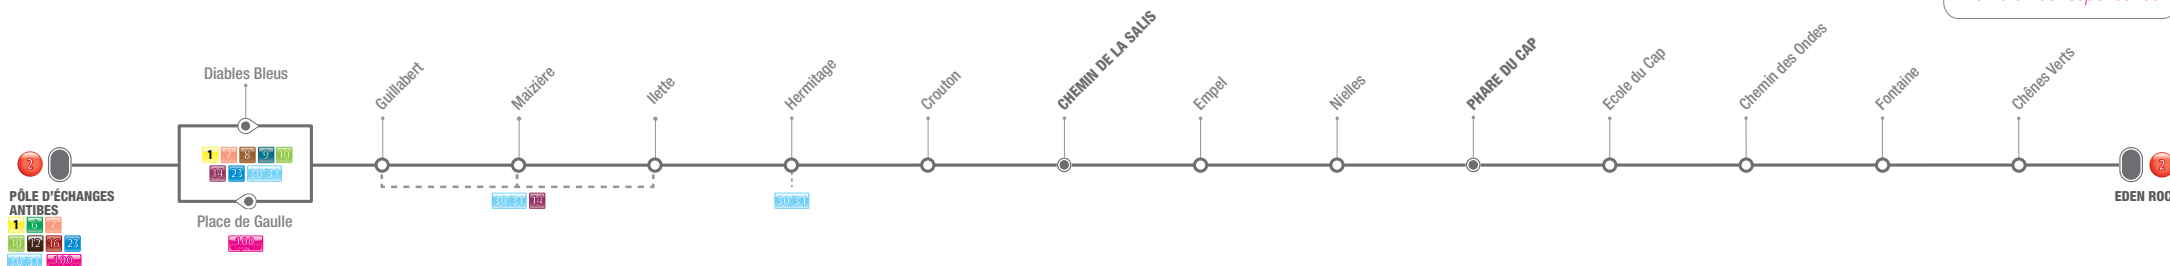 Diables Bleus
Guillabert
Maizière
Ilette
Hermitage
Crouton
CHEMIN DE LA SALIS
Empel
Nielles
PHARE DU CAP
Ecole du Cap
Chemin des Ondes
Fontaine
Chênes Verts
1 7 8 9 10
14 23 30 31
2
2
PÔLE D'ÉCHANGES
ANTIBES
EDEN ROC
30 31 14
30 31
Place de Gaulle
100
1 6 7
10 12 16 23
30 31 100